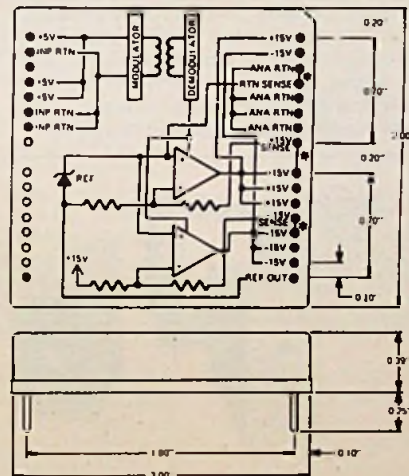 +5V
INP RTN
+5V
+5V
INP RTN
INP RTN
MODULATOR
DEMODULATOR
+15V
-15V
ANA RTN
RTN SENSE
ANA RTN
ANA RTN
ANA RTN
+15V
SENSE
+15V
+15V
+15V
-15V
SENSE
-15V
-15V
-15V
REF OUT
REF
+15V
0.20"
0.70"
2.00
0.20"
0.70"
0.10"
0.39"
0.25"
1.80"
0.10"
2.00"